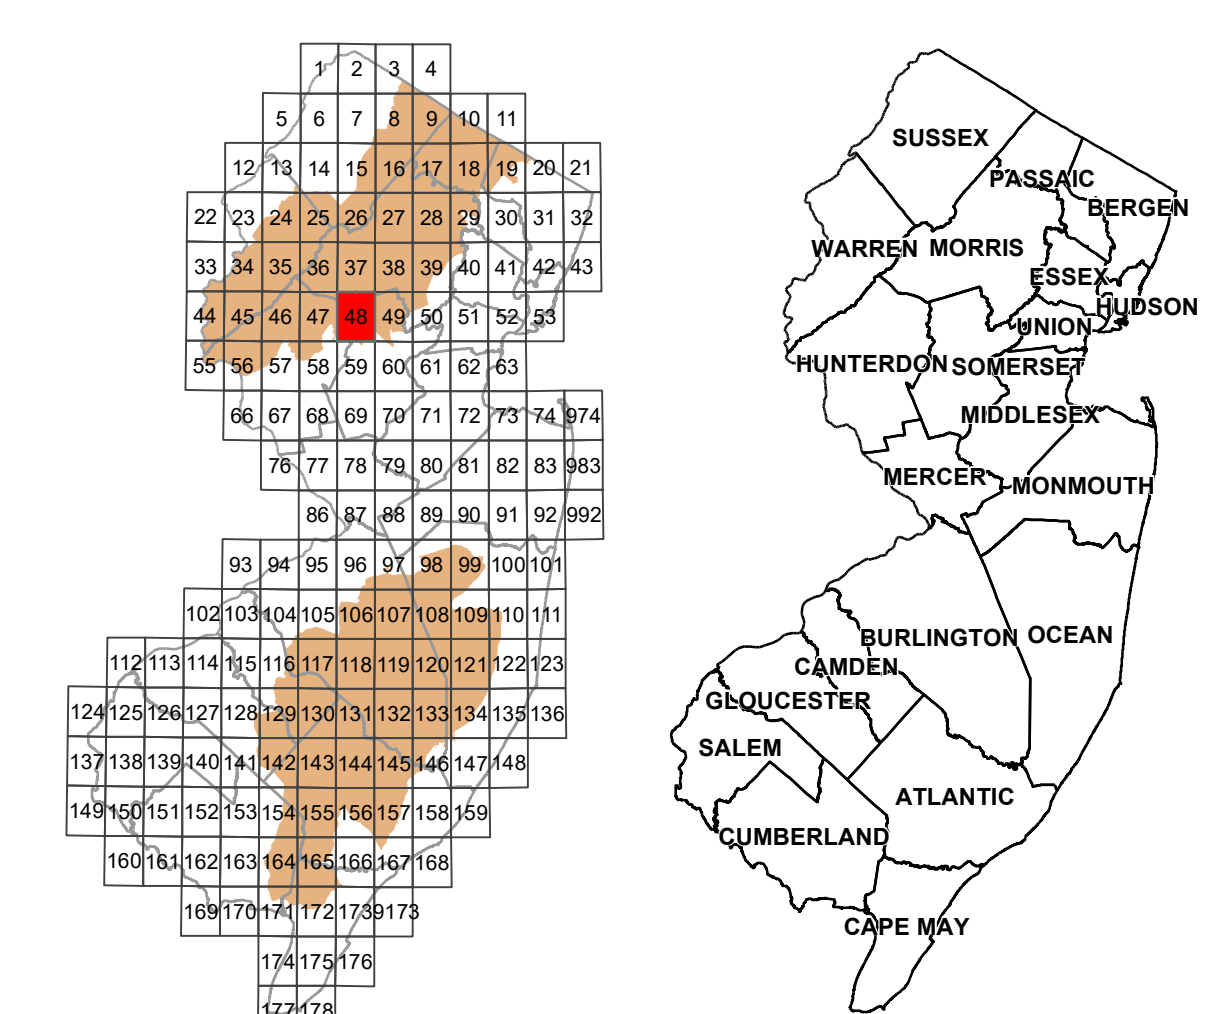 1 2 3 4
5 6 7 8 9 10 11
12 13 14 15 16 17 18 19 20 21
22 23 24 25 26 27 28 29 30 31 32
33 34 35 36 37 38 39 40 41 42 43
44 45 46 47 48 49 50 51 52 53
55 56 57 58 59 60 61 62 63
66 67 68 69 70 71 72 73 74 974
76 77 78 79 80 81 82 83 983
86 87 88 89 90 91 92 992
93 94 95 96 97 98 99 100 101
102 103 104 105 106 107 108 109 110 111
112 113 114 115 116 117 118 119 120 121 122 123
124 125 126 127 128 129 130 131 132 133 134 135 136
137 138 139 140 141 142 143 144 145 146 147 148
149 150 151 152 153 154 155 156 157 158 159
160 161 162 163 164 165 166 167 168
169 170 171 172 173 9173
174 175 176
177 178
SUSSEX
PASSAIC
BERGEN
WARREN MORRIS
ESSEX
HUDSON
UNION
HUNTERDON SOMERSET
MIDDLESEX
MERCER
MONMOUTH
BURLINGTON OCEAN
CAMDEN
GLOUCESTER
SALEM
ATLANTIC
CUMBERLAND
CAPE MAY